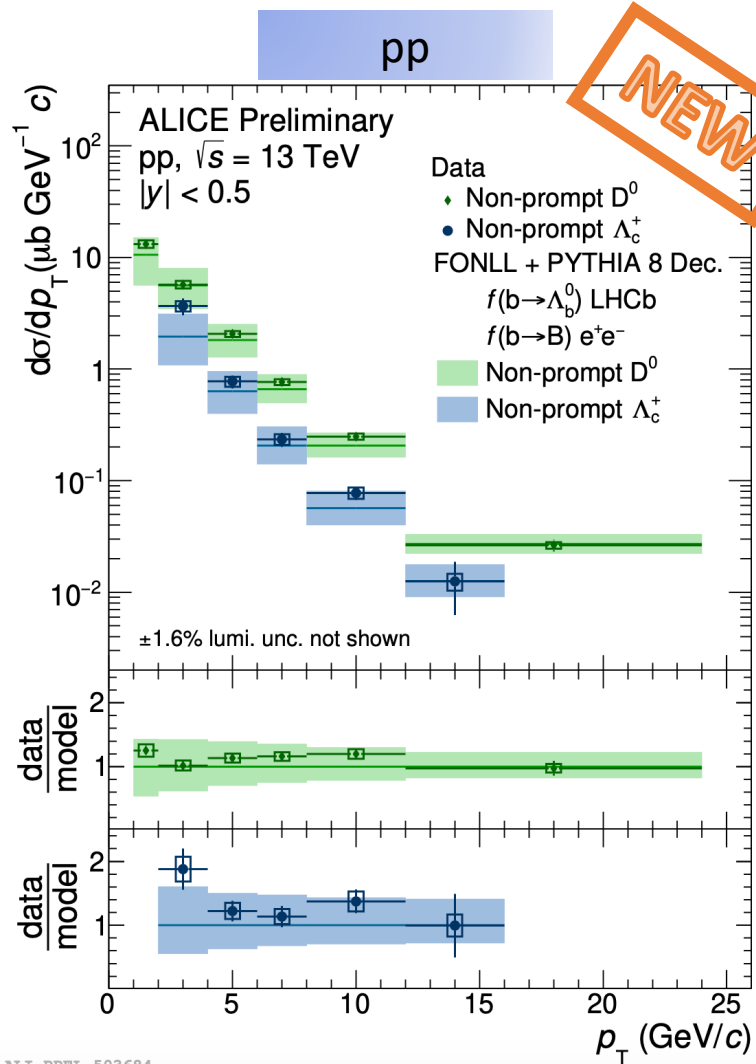 pp
NEW
ALICE Preliminary
pp, √s = 13 TeV
|y| < 0.5
Data
Non-prompt D⁰
Non-prompt Λc⁺
FONLL + PYTHIA 8 Dec.
f(b→Λb⁰) LHCb
f(b→B) e⁺e⁻
Non-prompt D⁰
Non-prompt Λc⁺
±1.6% lumi. unc. not shown
dσ/dpT (μb GeV⁻¹ c)
10²
10
1
10⁻¹
10⁻²
data
model
2
1
data
model
2
1
0 5 10 15 20 25
pT (GeV/c)